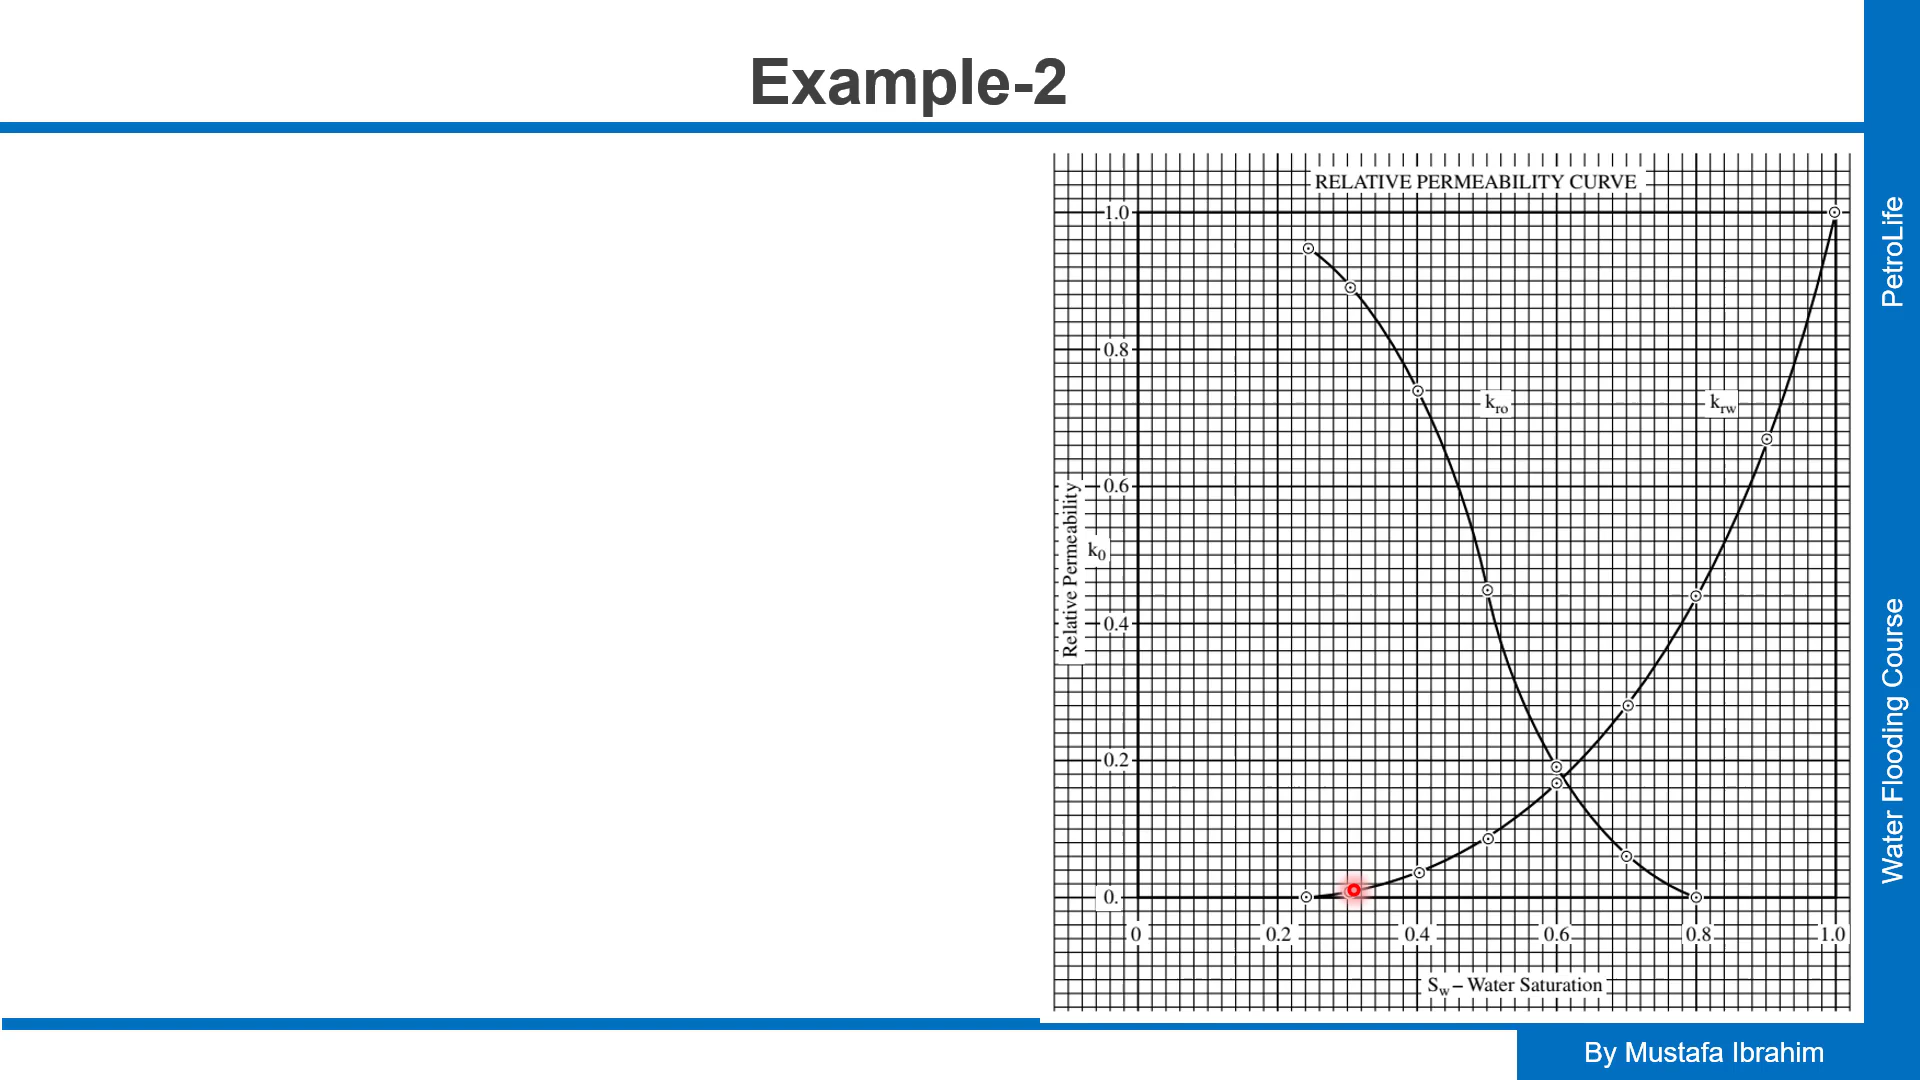 Example-2
RELATIVE PERMEABILITY CURVE
1.0
0.8
0.6
0.4
0.2
0.
Relative Permeability
k0
kro
krw
0 0.2 0.4 0.6 0.8 1.0
Sw – Water Saturation
PetroLife
Water Flooding Course
By Mustafa Ibrahim